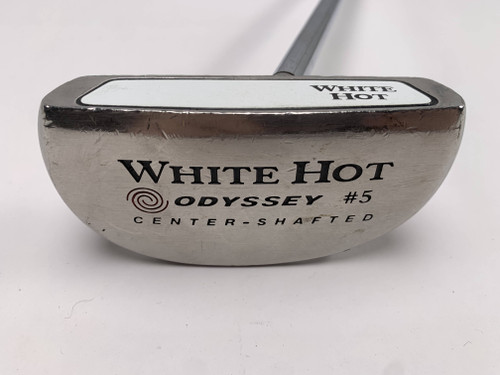 WHITE
HOT
WHITE HOT
ODYSSEY #5
CENTER-SHAFTED